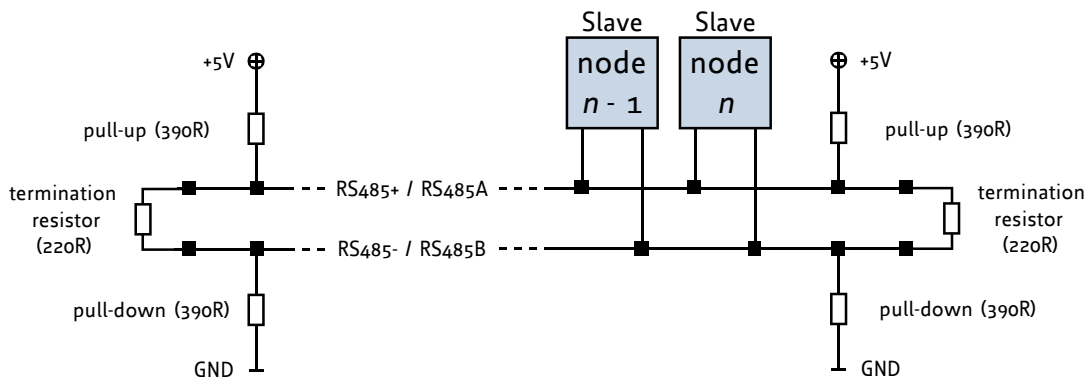 Slave
Slave
node
n - 1
node
n
+5V
+5V
pull-up (390R)
pull-up (390R)
termination
resistor
(220R)
RS485+ / RS485A
termination
resistor
(220R)
RS485- / RS485B
pull-down (390R)
pull-down (390R)
GND
GND